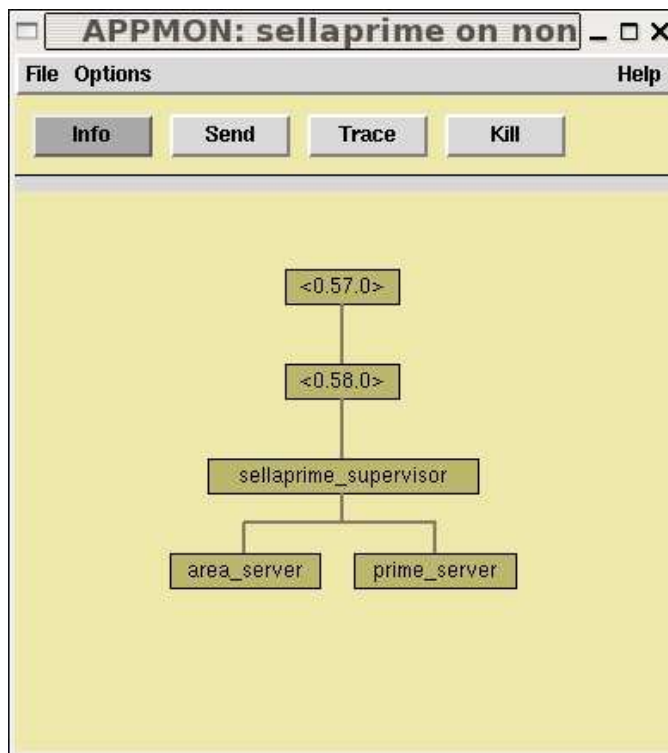 APPMON: sellaprime on non
File Options Help
Info Send Trace Kill
<0.57.0>
<0.58.0>
sellaprime_supervisor
area_server prime_server